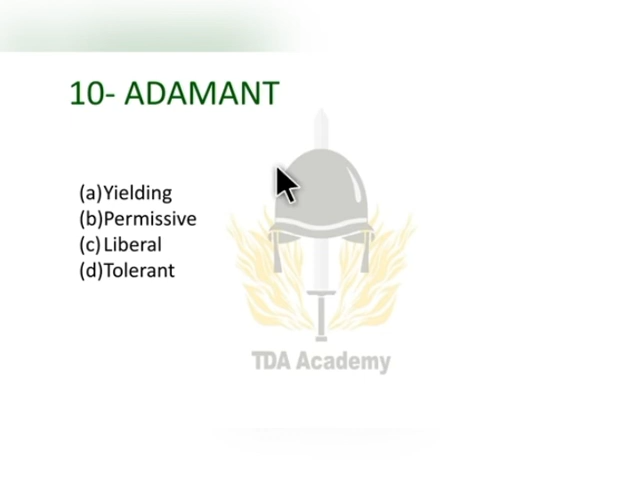 10- ADAMANT
(a)Yielding
(b)Permissive
(c)Liberal
(d)Tolerant
TDA Academy